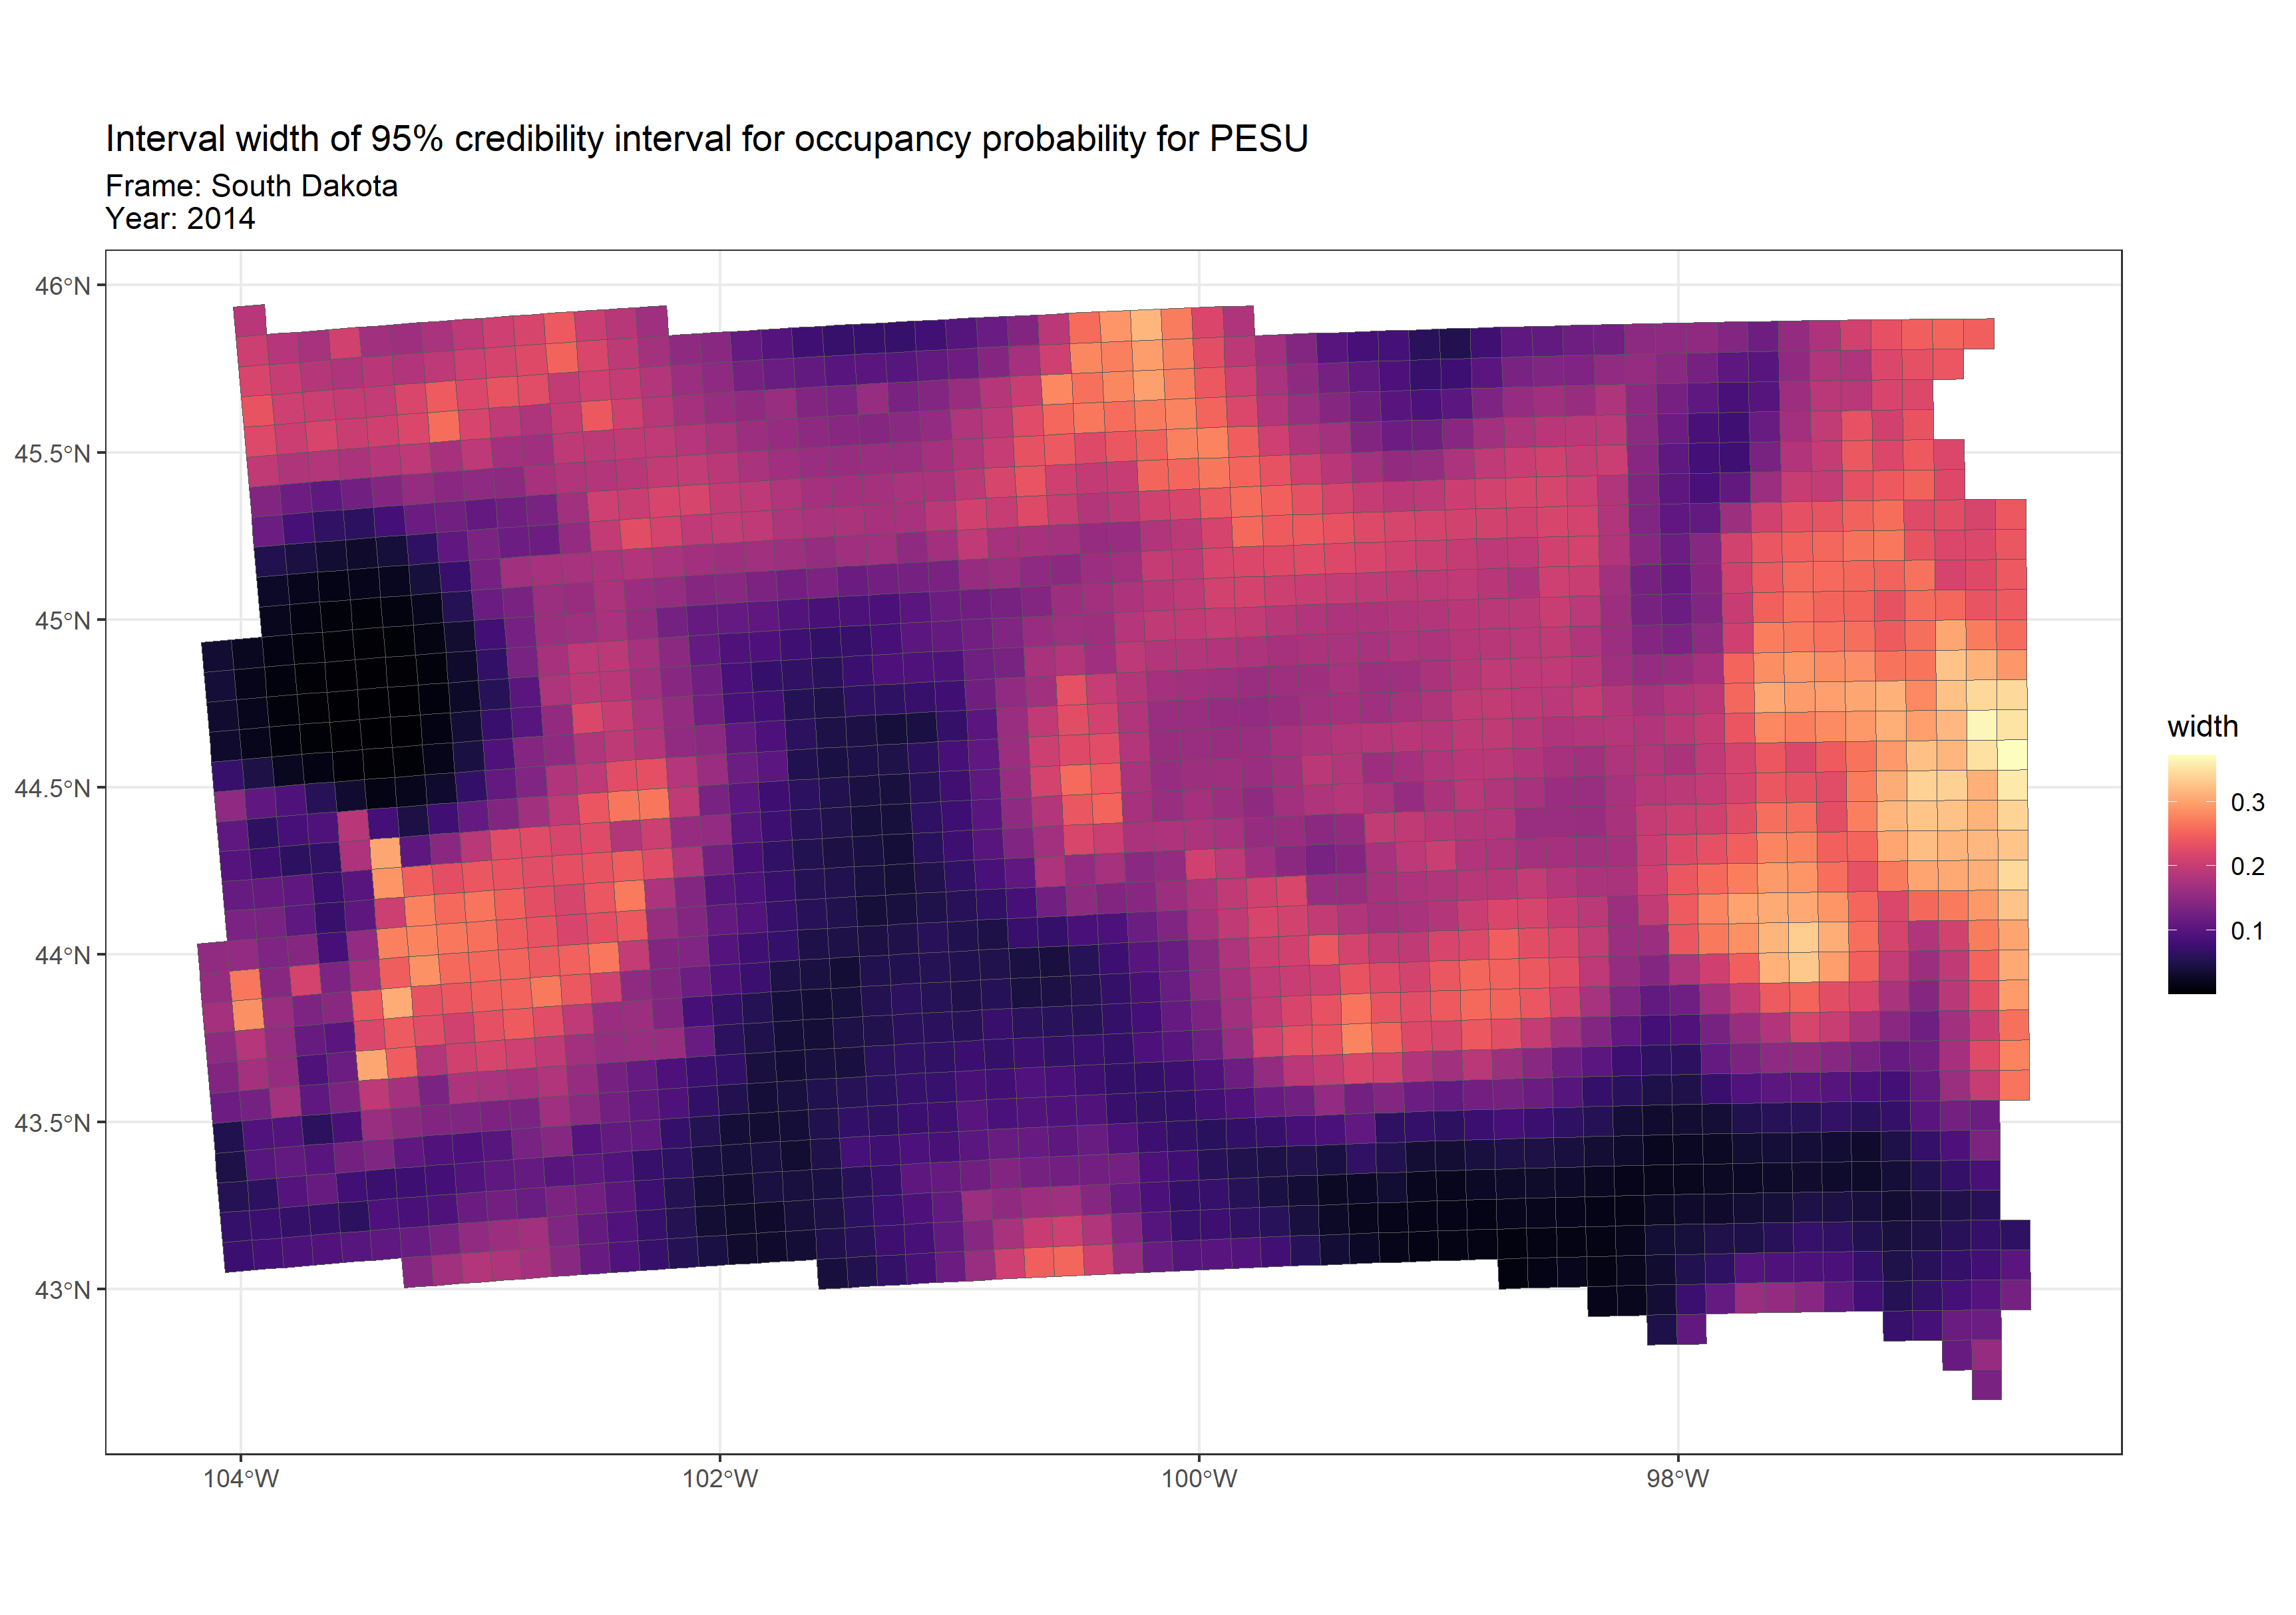 Interval width of 95% credibility interval for occupancy probability for PESU
Frame: South Dakota
Year: 2014
46°N
45.5°N
45°N
44.5°N
44°N
43.5°N
43°N
104°W
102°W
100°W
98°W
width
0.3
0.2
0.1